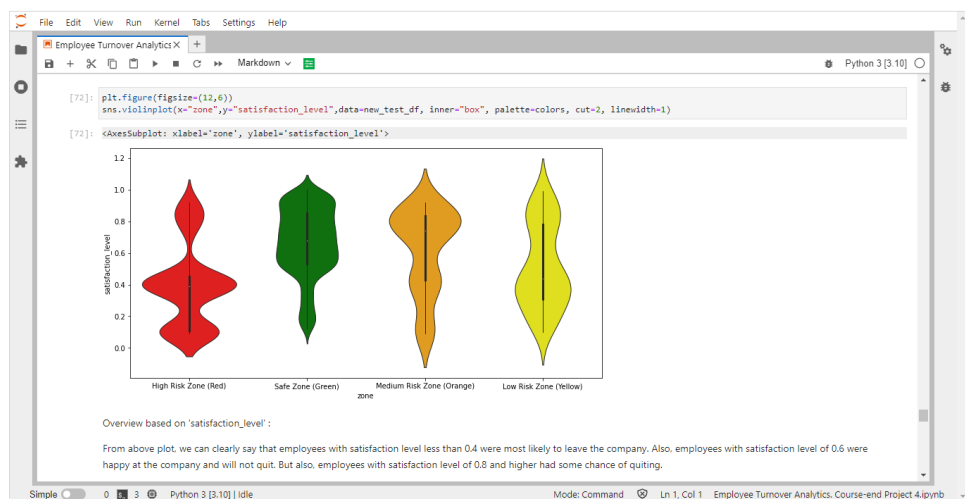 File Edit View Run Kernel Tabs Settings Help
Employee Turnover Analytics × +
Markdown
Python 3 [3.10]
[72]: plt.figure(figsize=(12,6))
sns.violinplot(x="zone",y="satisfaction_level",data=new_test_df, inner="box", palette=colors, cut=2, linewidth=1)
[72]: <AxesSubplot: xlabel='zone', ylabel='satisfaction_level'>
1.2
1.0
0.8
0.6
0.4
0.2
0.0
satisfaction_level
High Risk Zone (Red) Safe Zone (Green) Medium Risk Zone (Orange) Low Risk Zone (Yellow)
zone
Overview based on 'satisfaction_level' :
From above plot, we can clearly say that employees with satisfaction level less than 0.4 were most likely to leave the company. Also, employees with satisfaction level of 0.6 were
happy at the company and will not quit. But also, employees with satisfaction level of 0.8 and higher had some chance of quiting.
Simple 0 3 Python 3 [3.10] | Idle Mode: Command Ln 1, Col 1 Employee Turnover Analytics. Course-end Project 4.ipynb